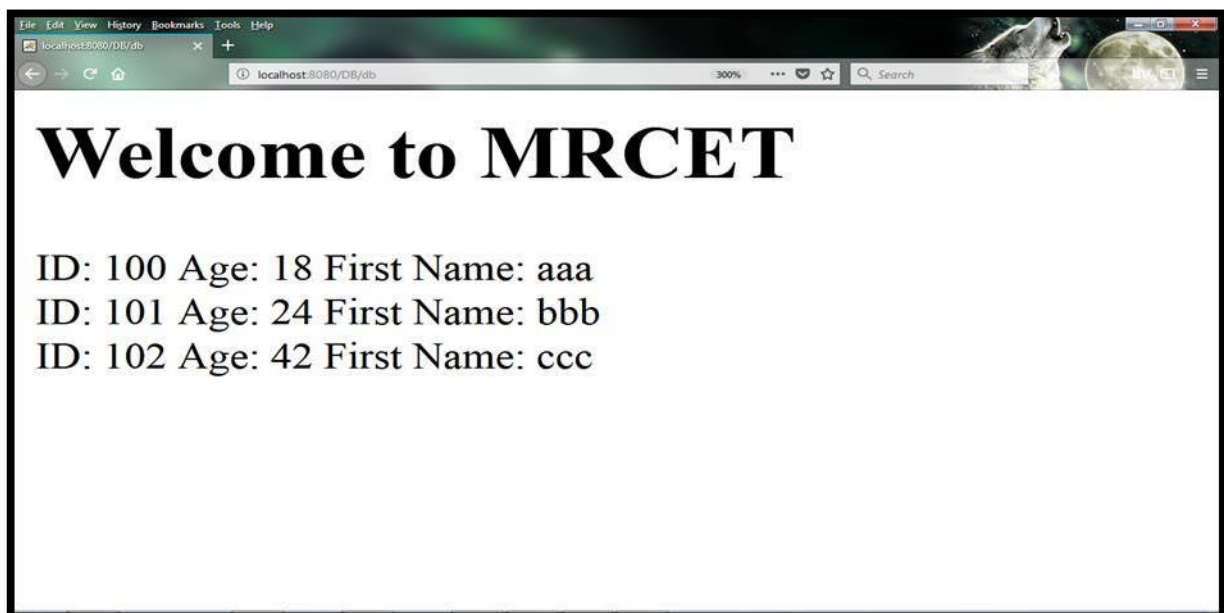 File Edit View History Bookmarks Tools Help
localhost:8080/DB/db
localhost:8080/DB/db 300% Search
Welcome to MRCET
ID: 100 Age: 18 First Name: aaa
ID: 101 Age: 24 First Name: bbb
ID: 102 Age: 42 First Name: ccc